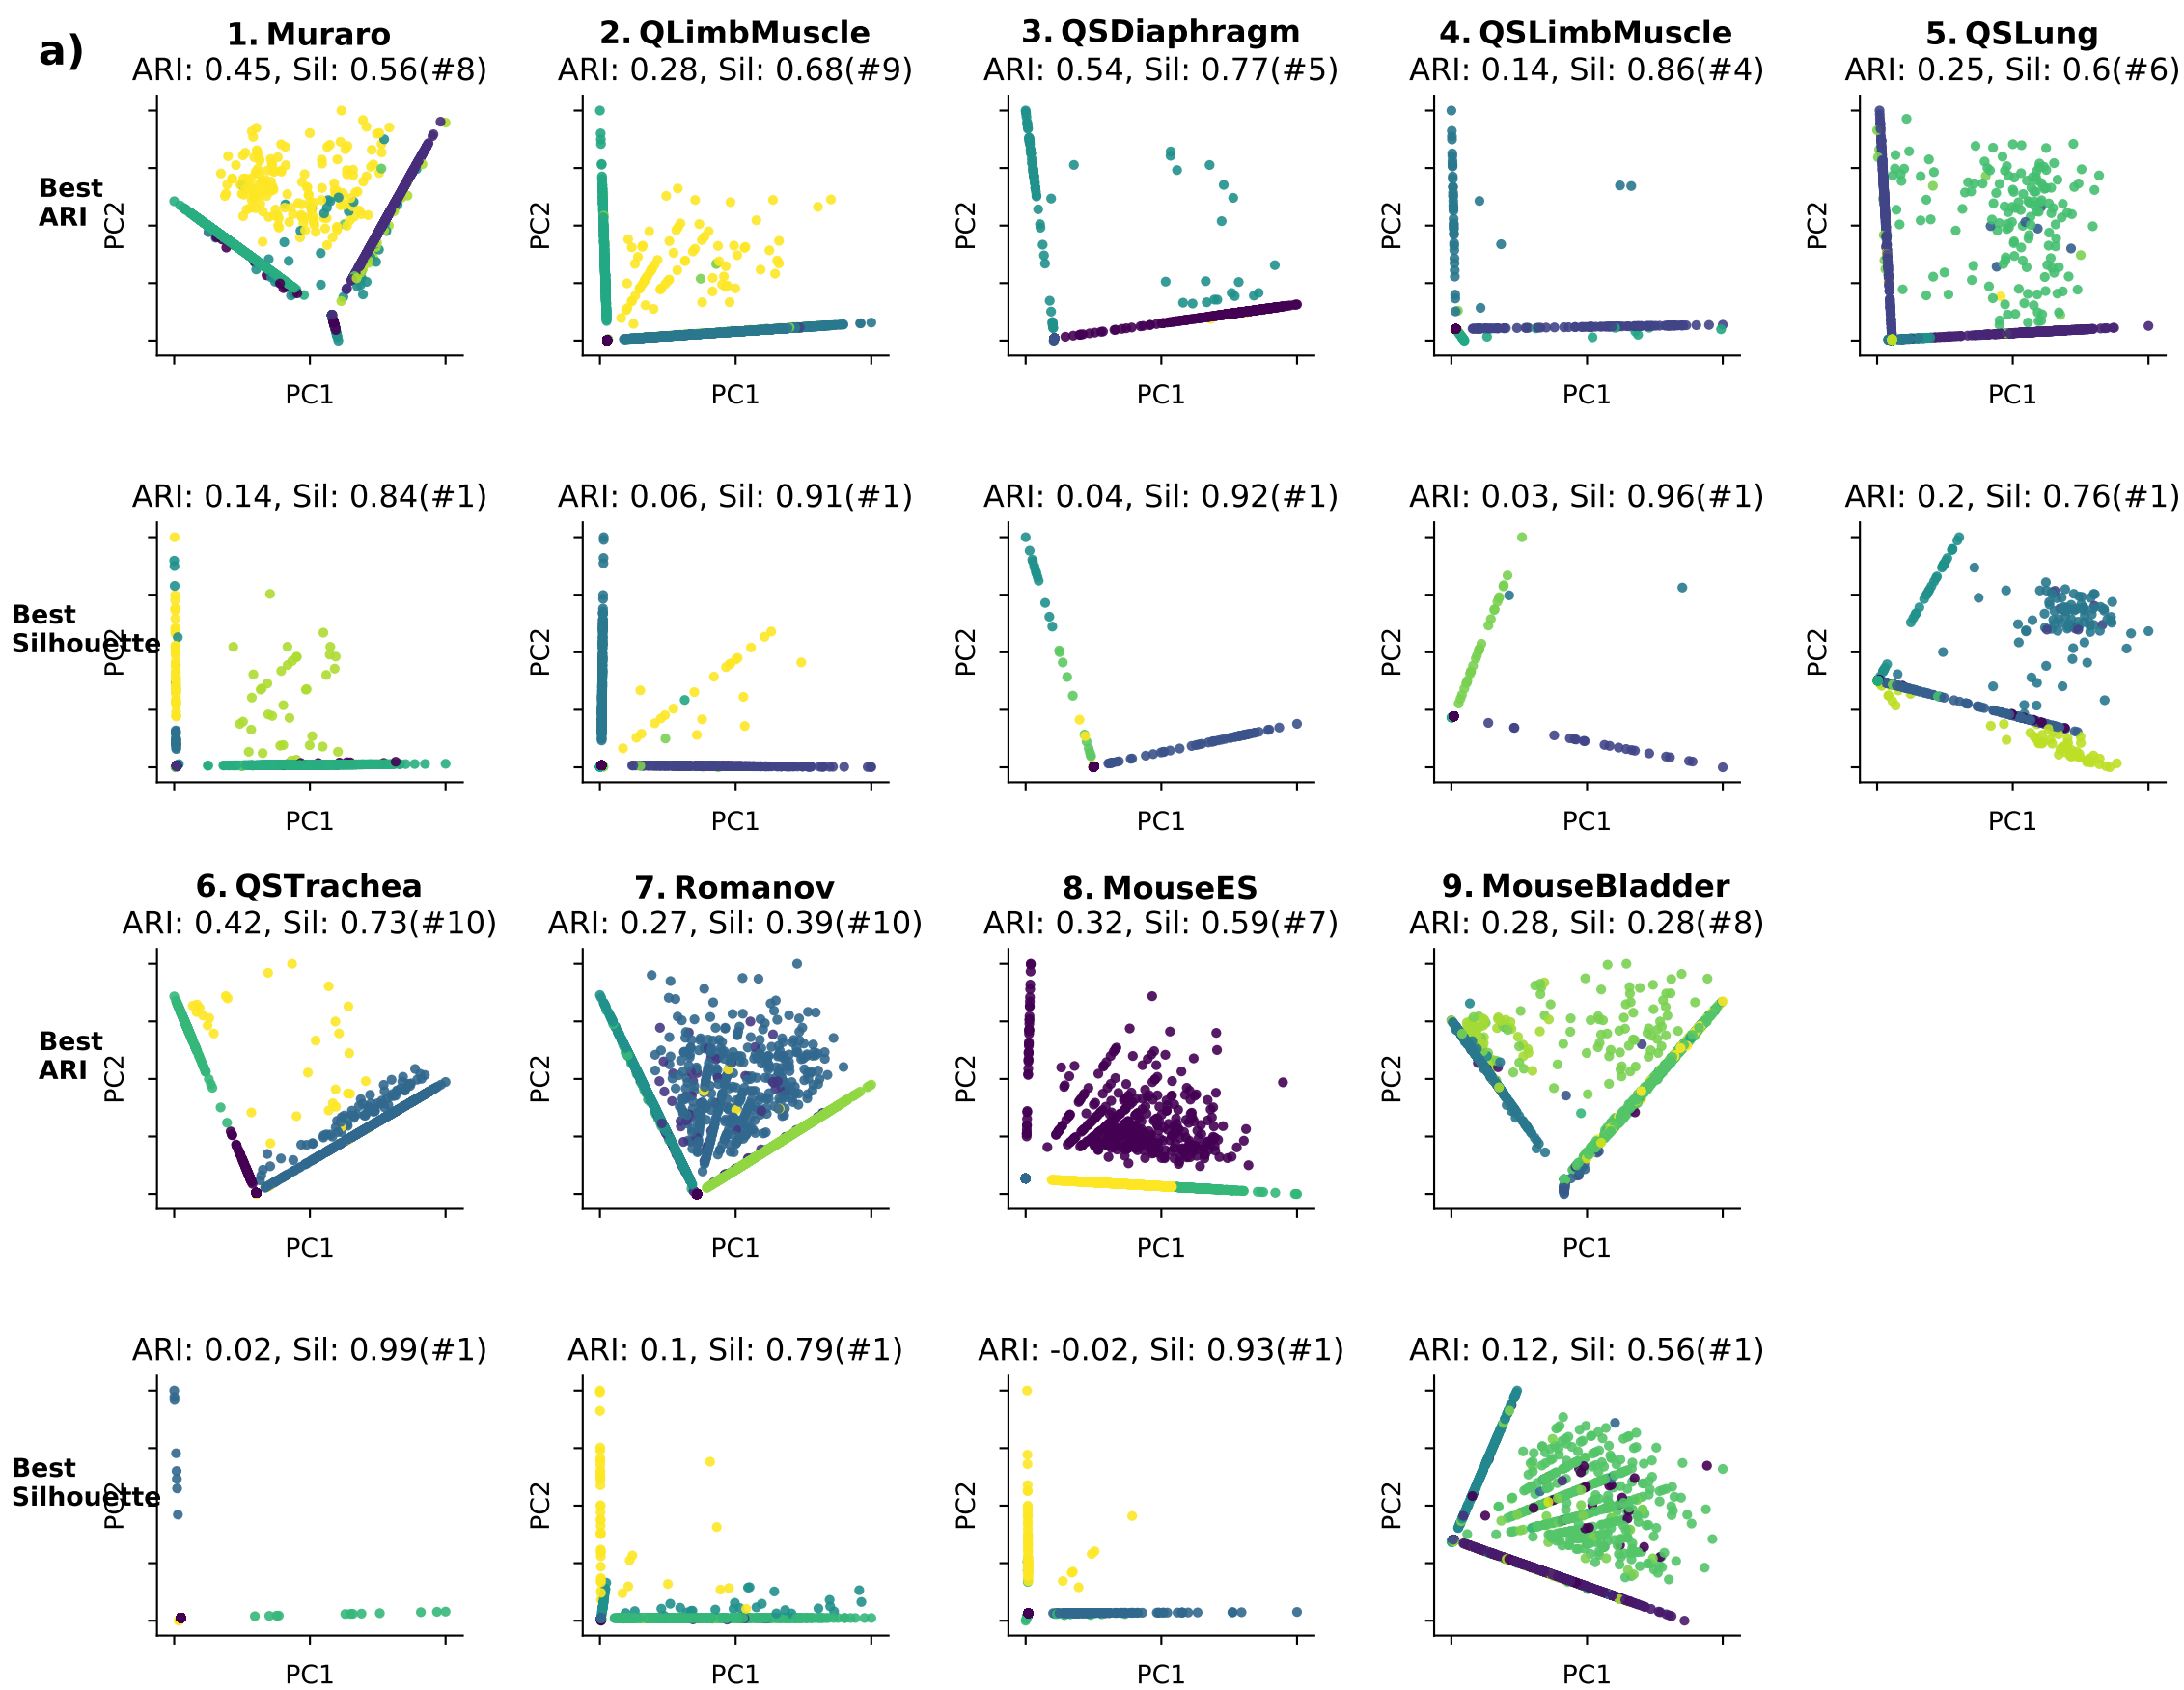 a)
1. Muraro
ARI: 0.45, Sil: 0.56(#8)
2. QLimbMuscle
ARI: 0.28, Sil: 0.68(#9)
3. QSDiaphragm
ARI: 0.54, Sil: 0.77(#5)
4. QSLimbMuscle
ARI: 0.14, Sil: 0.86(#4)
5. QSLung
ARI: 0.25, Sil: 0.6(#6)
Best
ARI
PC2
PC1
PC2
PC1
PC2
PC1
PC2
PC1
PC2
PC1
ARI: 0.14, Sil: 0.84(#1)
ARI: 0.06, Sil: 0.91(#1)
ARI: 0.04, Sil: 0.92(#1)
ARI: 0.03, Sil: 0.96(#1)
ARI: 0.2, Sil: 0.76(#1)
Best
Silhouette
PC2
PC1
PC2
PC1
PC2
PC1
PC2
PC1
PC2
PC1
6. QSTrachea
ARI: 0.42, Sil: 0.73(#10)
7. Romanov
ARI: 0.27, Sil: 0.39(#10)
8. MouseES
ARI: 0.32, Sil: 0.59(#7)
9. MouseBladder
ARI: 0.28, Sil: 0.28(#8)
Best
ARI
PC2
PC1
PC2
PC1
PC2
PC1
PC2
PC1
ARI: 0.02, Sil: 0.99(#1)
ARI: 0.1, Sil: 0.79(#1)
ARI: -0.02, Sil: 0.93(#1)
ARI: 0.12, Sil: 0.56(#1)
Best
Silhouette
PC2
PC1
PC2
PC1
PC2
PC1
PC2
PC1